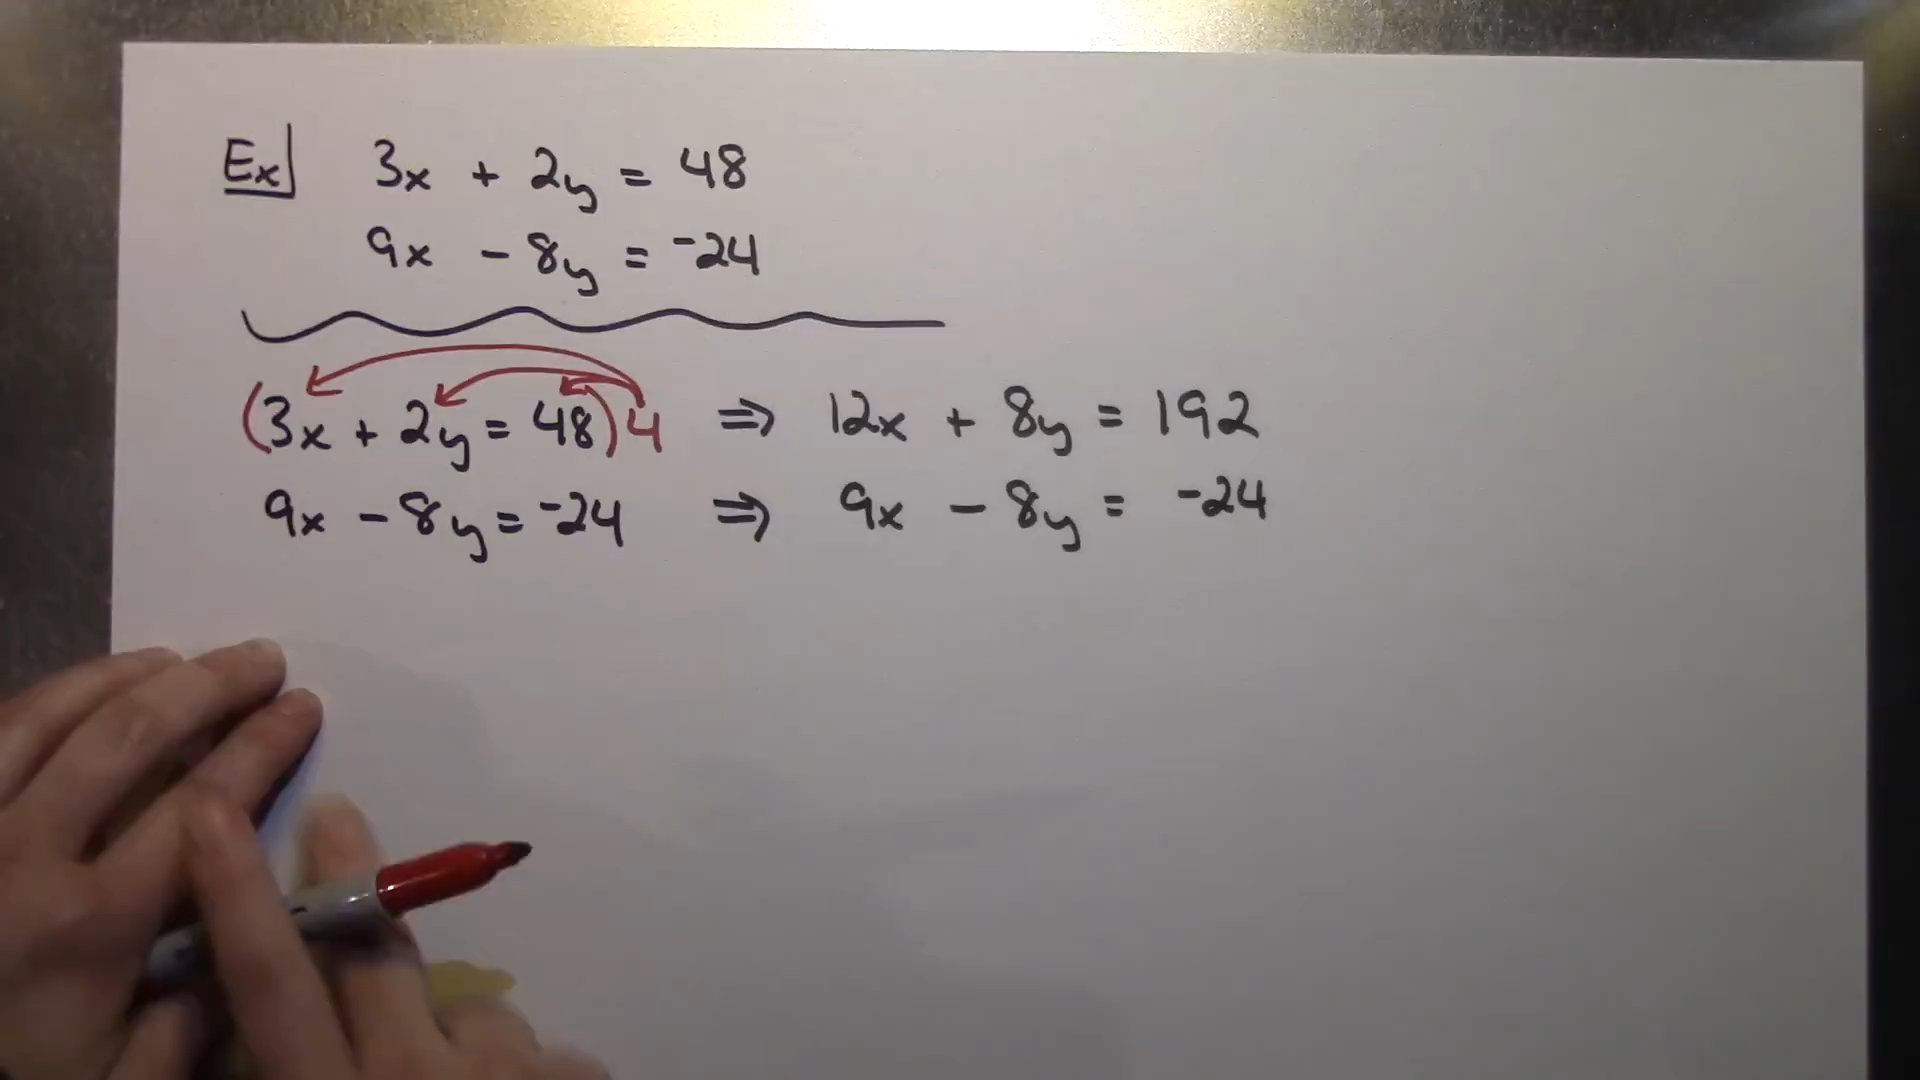 Ex 3x + 2y = 48
9x - 8y = -24
(3x + 2y = 48)4 ⇒ 12x + 8y = 192
9x - 8y = -24 ⇒ 9x - 8y = -24